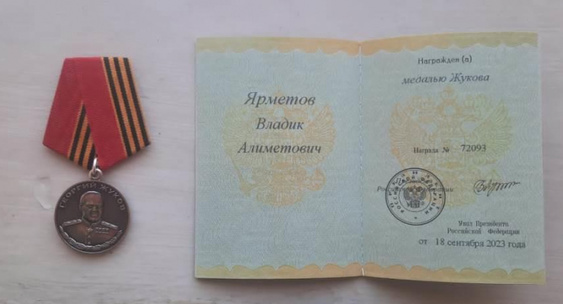 ГЕОРГИЙ ЖУКОВ
Ярметов
Владик
Алиметович
Награжден (а)
медалью Жукова
Награда № 72093
Указ Президента
Российской Федерации
от 18 сентября 2023 года